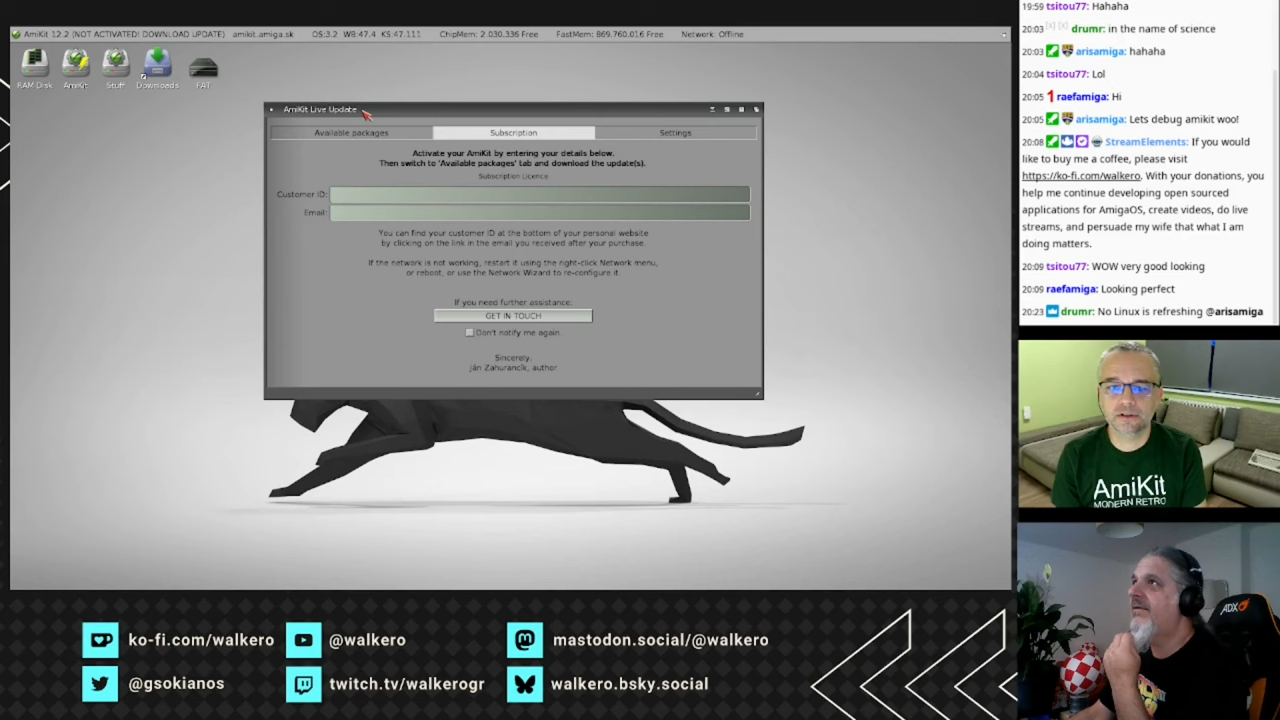 AmiKit 12.2 (NOT ACTIVATED! DOWNLOAD UPDATE) amikit.amiga.sk OS:3.2 WB:47.4 KS:47.111 ChipMem: 2.030.336 Free FastMem: 869.760.016 Free Network: Offline
RAM Disk AmiKit Stuff Downloads FAT
AmiKit Live Update
Available packages Subscription Settings
Activate your AmiKit by entering your details below.
Then switch to 'Available packages' tab and download the update(s).
Subscription Licence
Customer ID:
Email:
You can find your customer ID at the bottom of your personal website
by clicking on the link in the email you received after your purchase.
If the network is not working, restart it using the right-click Network menu,
or reboot, or use the Network Wizard to re-configure it.
If you need further assistance:
GET IN TOUCH
Don't notify me again.
Sincerely,
Ján Zahurancík, author
19:59 tsitou77: Hahaha
20:03 drumr: in the name of science
20:03 arisamiga: hahaha
20:04 tsitou77: Lol
20:05 raefamiga: Hi
20:05 arisamiga: Lets debug amikit woo!
20:08 StreamElements: If you would
like to buy me a coffee, please visit
https://ko-fi.com/walkero. With your donations, you
help me continue developing open sourced
applications for AmigaOS, create videos, do live
streams, and persuade my wife that what I am
doing matters.
20:09 tsitou77: WOW very good looking
20:09 raefamiga: Looking perfect
20:23 drumr: No Linux is refreshing @arisamiga
AmiKit
MODERN RETRO
ADX
ko-fi.com/walkero @walkero mastodon.social/@walkero
@gsokianos twitch.tv/walkerogr walkero.bsky.social